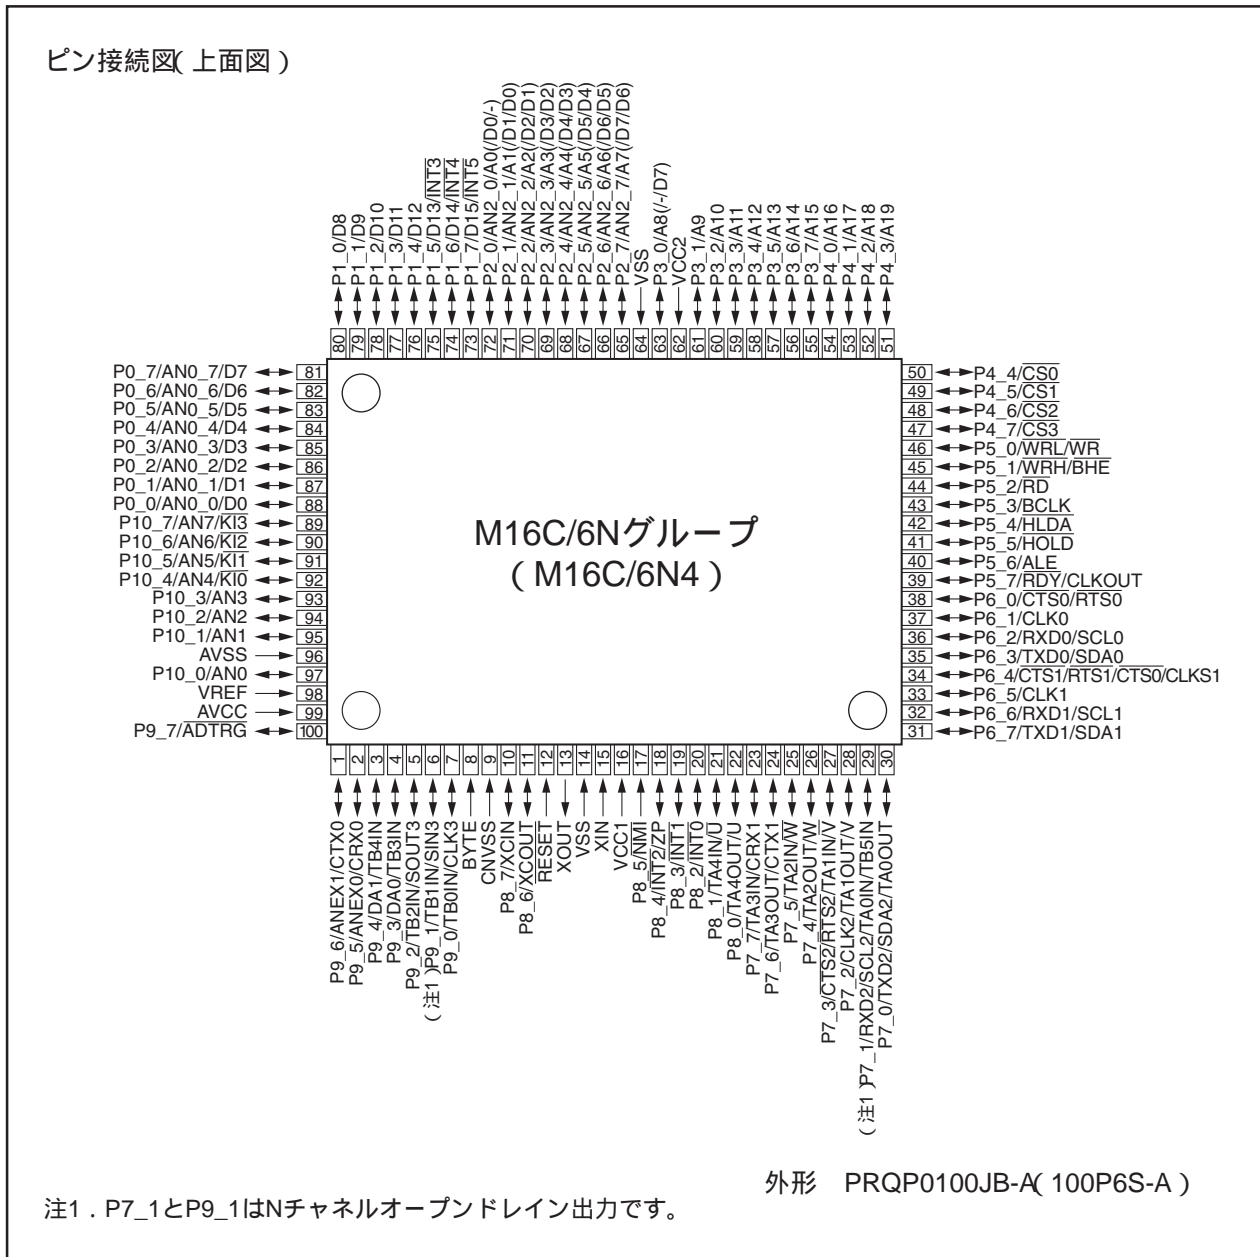 ピン接続図(上面図)
P1_0/D8
P1_1/D9
P1_2/D10
P1_3/D11
P1_4/D12
P1_5/D13/INT3
P1_6/D14/INT4
P1_7/D15/INT5
P2_0/AN2_0/A0(/D0/-)
P2_1/AN2_1/A1(/D1/D0)
P2_2/AN2_2/A2(/D2/D1)
P2_3/AN2_3/A3(/D3/D2)
P2_4/AN2_4/A4(/D4/D3)
P2_5/AN2_5/A5(/D5/D4)
P2_6/AN2_6/A6(/D6/D5)
P2_7/AN2_7/A7(/D7/D6)
VSS
P3_0/A8(/-/D7)
VCC2
P3_1/A9
P3_2/A10
P3_3/A11
P3_4/A12
P3_5/A13
P3_6/A14
P3_7/A15
P4_0/A16
P4_1/A17
P4_2/A18
P4_3/A19
80 79 78 77 76 75 74 73 72 71 70 69 68 67 66 65 64 63 62 61 60 59 58 57 56 55 54 53 52 51
P0_7/AN0_7/D7 81
P0_6/AN0_6/D6 82
P0_5/AN0_5/D5 83
P0_4/AN0_4/D4 84
P0_3/AN0_3/D3 85
P0_2/AN0_2/D2 86
P0_1/AN0_1/D1 87
P0_0/AN0_0/D0 88
P10_7/AN7/KI3 89
P10_6/AN6/KI2 90
P10_5/AN5/KI1 91
P10_4/AN4/KI0 92
P10_3/AN3 93
P10_2/AN2 94
P10_1/AN1 95
AVSS 96
P10_0/AN0 97
VREF 98
AVCC 99
P9_7/ADTRG 100
M16C/6Nグループ
(M16C/6N4)
50 P4_4/CS0
49 P4_5/CS1
48 P4_6/CS2
47 P4_7/CS3
46 P5_0/WRL/WR
45 P5_1/WRH/BHE
44 P5_2/RD
43 P5_3/BCLK
42 P5_4/HLDA
41 P5_5/HOLD
40 P5_6/ALE
39 P5_7/RDY/CLKOUT
38 P6_0/CTS0/RTS0
37 P6_1/CLK0
36 P6_2/RXD0/SCL0
35 P6_3/TXD0/SDA0
34 P6_4/CTS1/RTS1/CTS0/CLKS1
33 P6_5/CLK1
32 P6_6/RXD1/SCL1
31 P6_7/TXD1/SDA1
1 2 3 4 5 6 7 8 9 10 11 12 13 14 15 16 17 18 19 20 21 22 23 24 25 26 27 28 29 30
P9_6/ANEX1/CTX0
P9_5/ANEX0/CRX0
P9_4/DA1/TB4IN
P9_3/DA0/TB3IN
P9_2/TB2IN/SOUT3
(注1)P9_1/TB1IN/SIN3
P9_0/TB0IN/CLK3
BYTE
CNVSS
P8_7/XCIN
P8_6/XCOUT
RESET
XOUT
VSS
XIN
VCC1
P8_5/NMI
P8_4/INT2/ZP
P8_3/INT1
P8_2/INT0
P8_1/TA4IN/U
P8_0/TA4OUT/U
P7_7/TA3IN/CRX1
P7_6/TA3OUT/CTX1
P7_5/TA2IN/W
P7_4/TA2OUT/W
P7_3/CTS2/RTS2/TA1IN/V
P7_2/CLK2/TA1OUT/V
(注1)P7_1/RXD2/SCL2/TA0IN/TB5IN
P7_0/TXD2/SDA2/TA0OUT
外形 PRQP0100JB-A(100P6S-A)
注1．P7_1とP9_1はNチャネルオープンドレイン出力です。